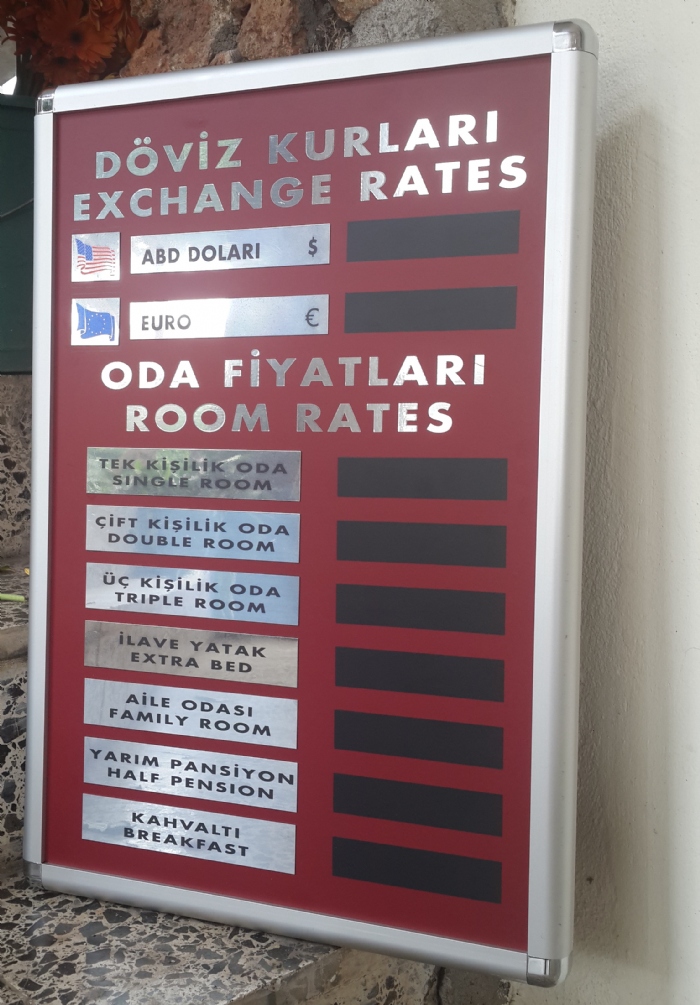 DÖVİZ KURLARI
EXCHANGE RATES
ABD DOLARI $
EURO €
ODA FİYATLARI
ROOM RATES
TEK KİŞİLİK ODA
SINGLE ROOM
ÇİFT KİŞİLİK ODA
DOUBLE ROOM
ÜÇ KİŞİLİK ODA
TRIPLE ROOM
İLAVE YATAK
EXTRA BED
AİLE ODASI
FAMILY ROOM
YARIM PANSİYON
HALF PENSION
KAHVALTI
BREAKFAST